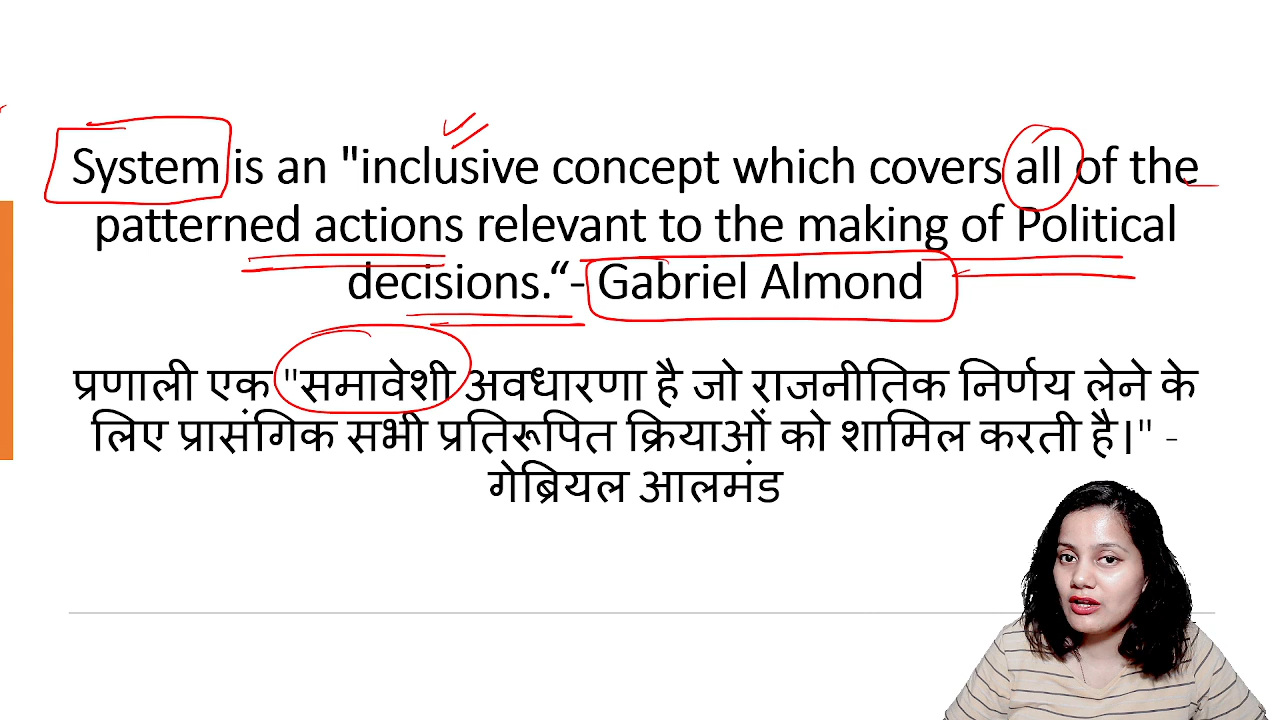 System is an "inclusive concept which covers all of the
patterned actions relevant to the making of Political
decisions.“- Gabriel Almond
प्रणाली एक "समावेशी अवधारणा है जो राजनीतिक निर्णय लेने के
लिए प्रासंगिक सभी प्रतिरूपित क्रियाओं को शामिल करती है।" -
गेब्रियल आलमंड